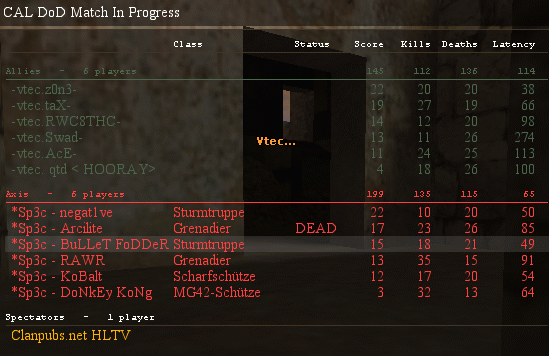 CAL DoD Match In Progress
Class Status Score Kills Deaths Latency
Allies - 6 players 145 112 136 114
-vtec.z0n3- 22 20 20 38
-vtec.taX- 19 27 19 66
-vtec.RWC8THC- 14 12 20 98
-vtec.Swad- 13 11 26 274
-vtec.AcE- 11 24 25 113
-vtec. qtd < HOORAY> 4 18 26 100
Vtec...
Axis - 6 players 199 135 115 65
*Sp3c - negat1ve Sturmtruppe 22 10 20 50
*Sp3c - Arcilite Grenadier DEAD 17 23 26 85
*Sp3c - BuLLeT FoDDeR Sturmtruppe 15 18 21 49
*Sp3c - RAWR Grenadier 13 35 15 91
*Sp3c - KoBalt Scharfschütze 12 17 20 54
*Sp3c - DoNkEy KoNg MG42-Schütze 3 32 13 64
Spectators - 1 player
Clanpubs.net HLTV